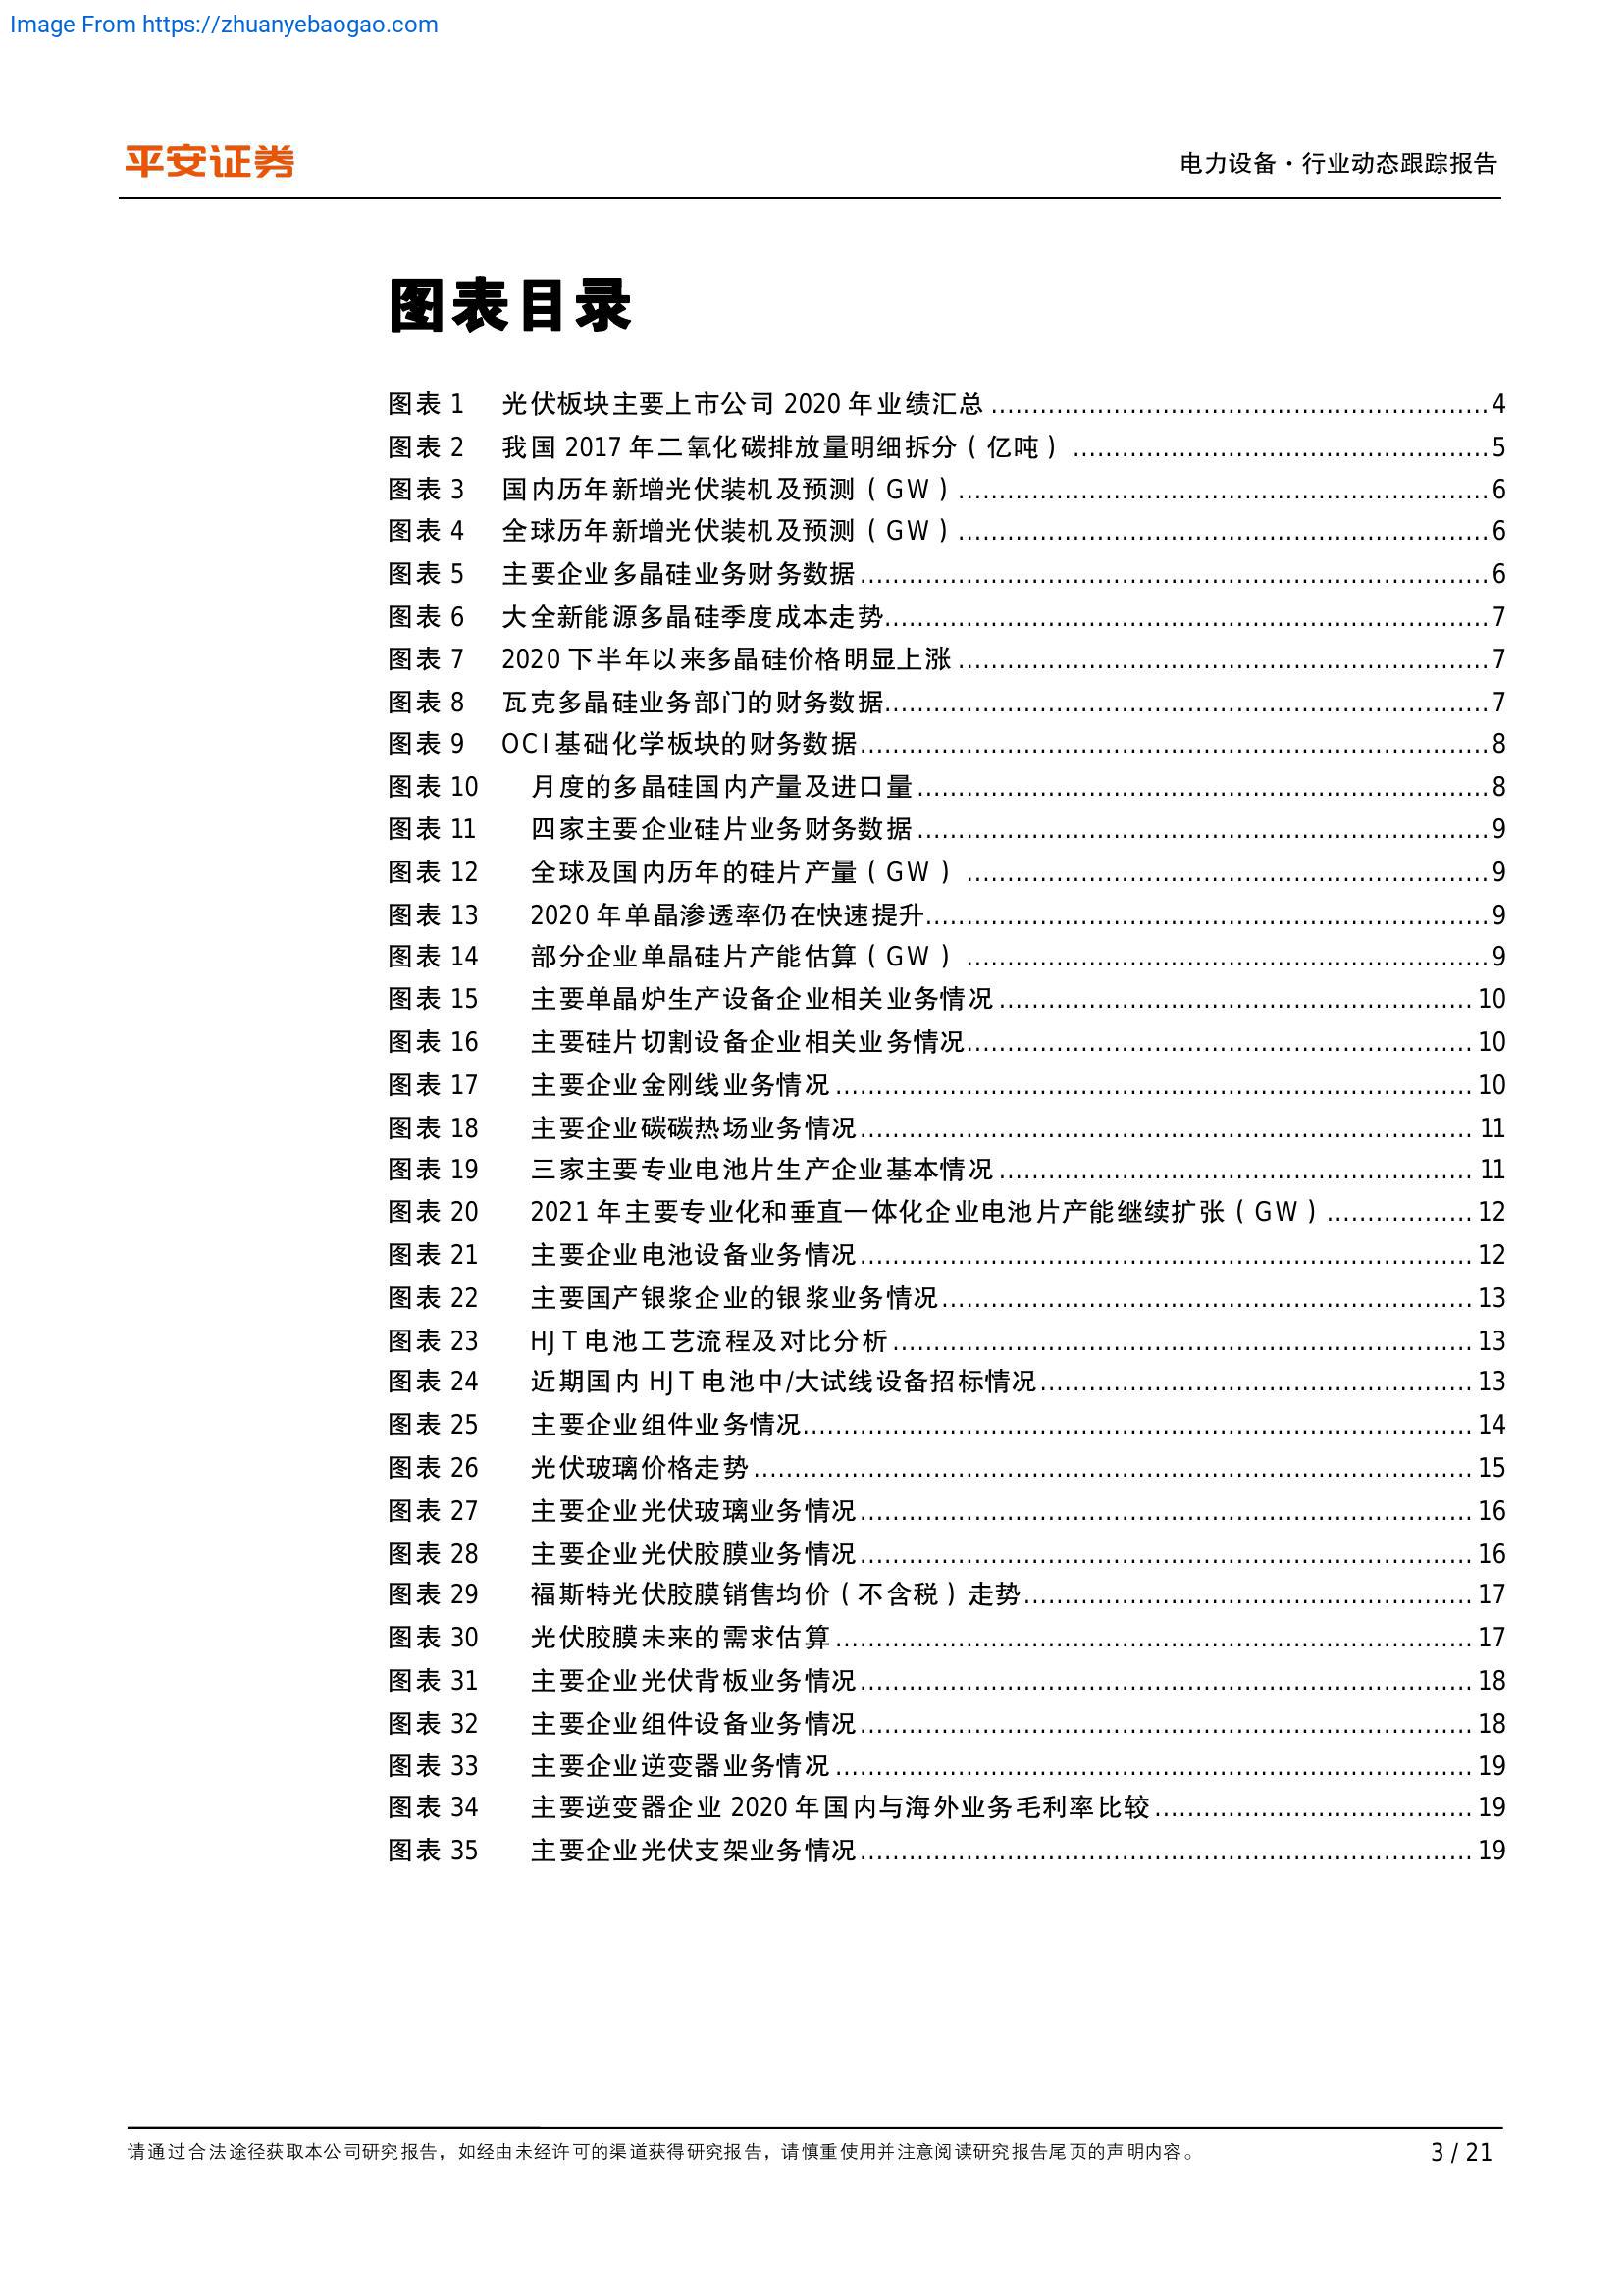 Image From https://zhuanyebaogao.com
平安证券
电力设备·行业动态跟踪报告
图表目录
图表 1 光伏板块主要上市公司 2020 年业绩汇总 4
图表 2 我国 2017 年二氧化碳排放量明细拆分（亿吨） 5
图表 3 国内历年新增光伏装机及预测（GW） 6
图表 4 全球历年新增光伏装机及预测（GW） 6
图表 5 主要企业多晶硅业务财务数据 6
图表 6 大全新能源多晶硅季度成本走势 7
图表 7 2020 下半年以来多晶硅价格明显上涨 7
图表 8 瓦克多晶硅业务部门的财务数据 7
图表 9 OCI 基础化学板块的财务数据 8
图表 10 月度的多晶硅国内产量及进口量 8
图表 11 四家主要企业硅片业务财务数据 9
图表 12 全球及国内历年的硅片产量（GW） 9
图表 13 2020 年单晶渗透率仍在快速提升 9
图表 14 部分企业单晶硅片产能估算（GW） 9
图表 15 主要单晶炉生产设备企业相关业务情况 10
图表 16 主要硅片切割设备企业相关业务情况 10
图表 17 主要企业金刚线业务情况 10
图表 18 主要企业碳碳热场业务情况 11
图表 19 三家主要专业电池片生产企业基本情况 11
图表 20 2021 年主要专业化和垂直一体化企业电池片产能继续扩张（GW） 12
图表 21 主要企业电池设备业务情况 12
图表 22 主要国产银浆企业的银浆业务情况 13
图表 23 HJT 电池工艺流程及对比分析 13
图表 24 近期国内 HJT 电池中/大试线设备招标情况 13
图表 25 主要企业组件业务情况 14
图表 26 光伏玻璃价格走势 15
图表 27 主要企业光伏玻璃业务情况 16
图表 28 主要企业光伏胶膜业务情况 16
图表 29 福斯特光伏胶膜销售均价（不含税）走势 17
图表 30 光伏胶膜未来的需求估算 17
图表 31 主要企业光伏背板业务情况 18
图表 32 主要企业组件设备业务情况 18
图表 33 主要企业逆变器业务情况 19
图表 34 主要逆变器企业 2020 年国内与海外业务毛利率比较 19
图表 35 主要企业光伏支架业务情况 19
请通过合法途径获取本公司研究报告，如经由未经许可的渠道获得研究报告，请慎重使用并注意阅读研究报告尾页的声明内容。
3 / 21